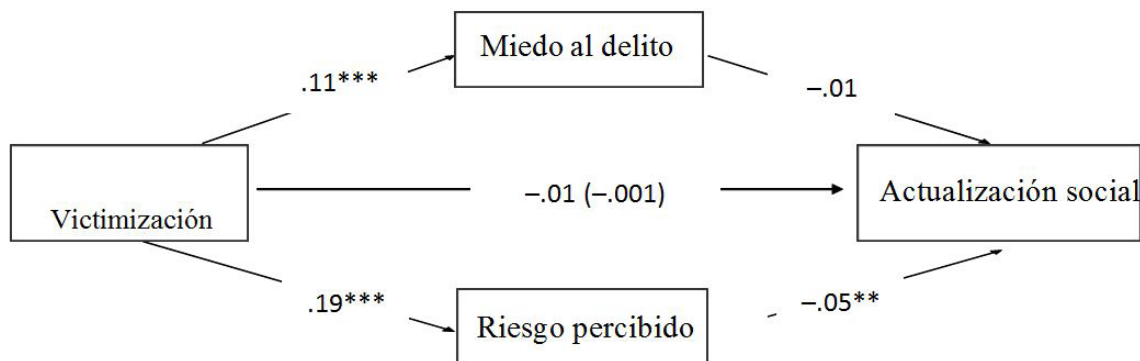 Miedo al delito
.11***
–.01
Victimización
–.01 (–.001)
Actualización social
.19***
–.05**
Riesgo percibido